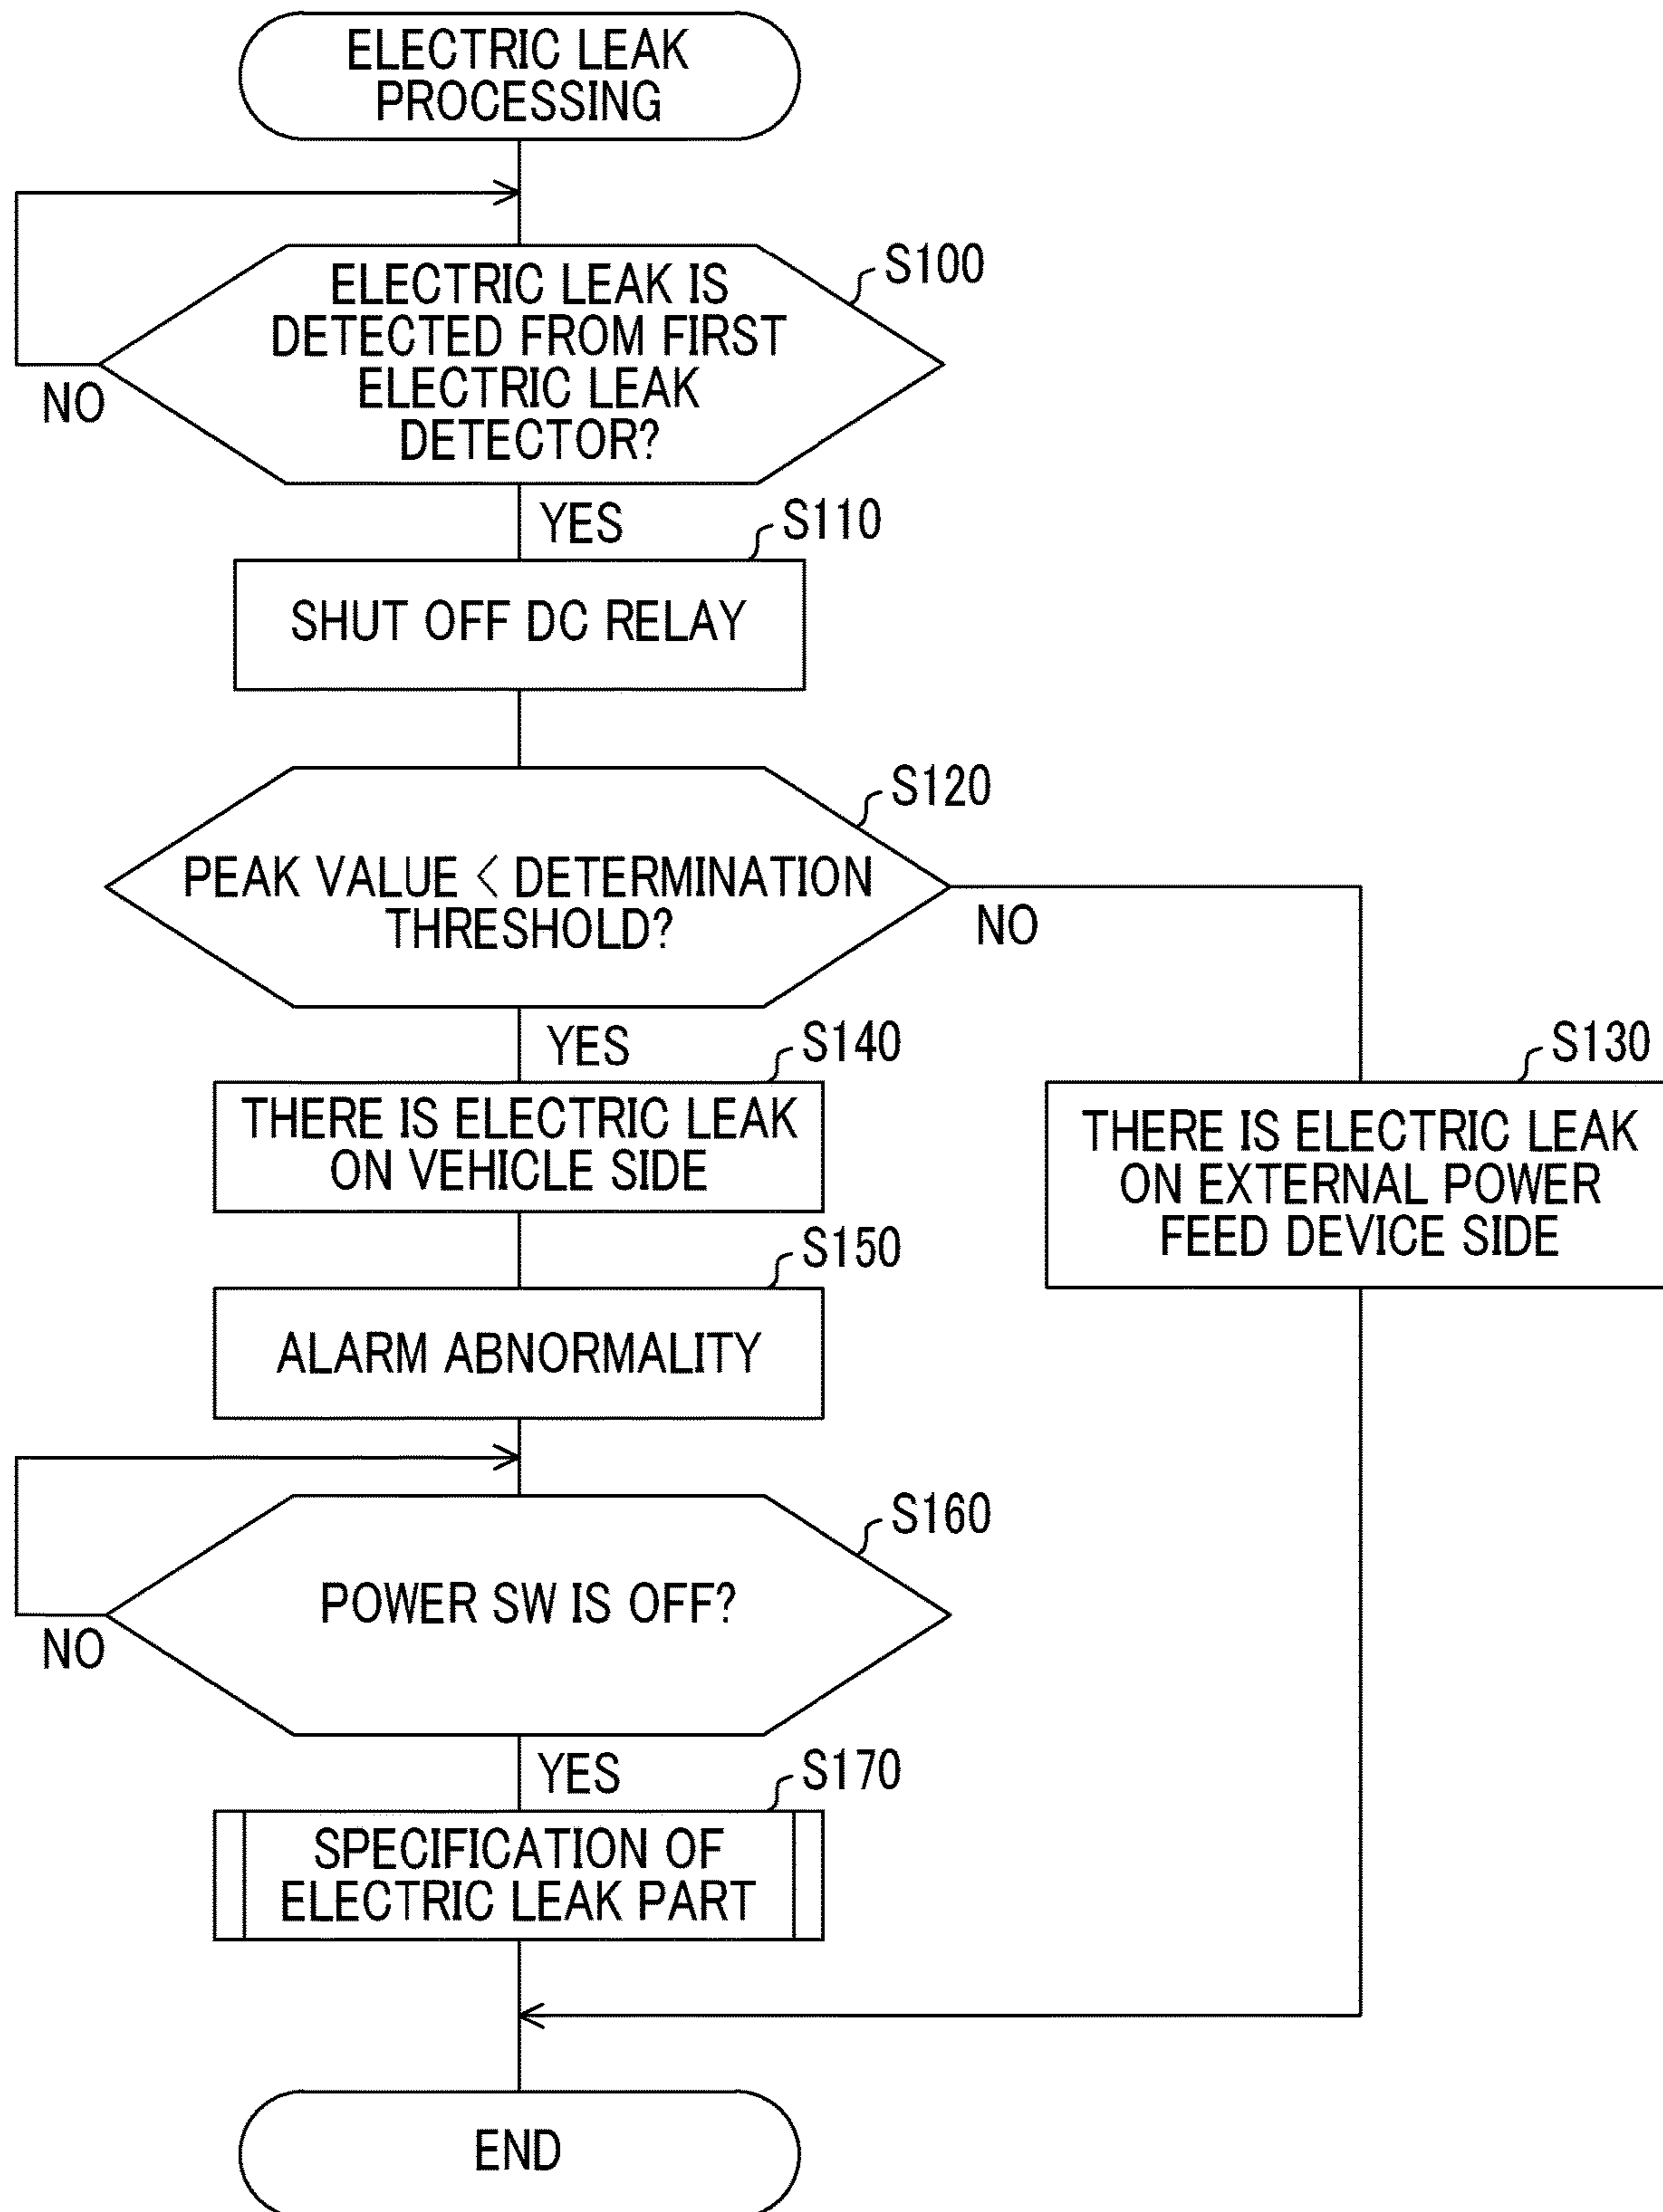 ELECTRIC LEAK
PROCESSING
S100
ELECTRIC LEAK IS
DETECTED FROM FIRST
ELECTRIC LEAK
DETECTOR?
NO
YES
S110
SHUT OFF DC RELAY
S120
PEAK VALUE < DETERMINATION
THRESHOLD?
NO
YES
S140
THERE IS ELECTRIC LEAK
ON VEHICLE SIDE
S130
THERE IS ELECTRIC LEAK
ON EXTERNAL POWER
FEED DEVICE SIDE
S150
ALARM ABNORMALITY
S160
POWER SW IS OFF?
NO
YES
S170
SPECIFICATION OF
ELECTRIC LEAK PART
END